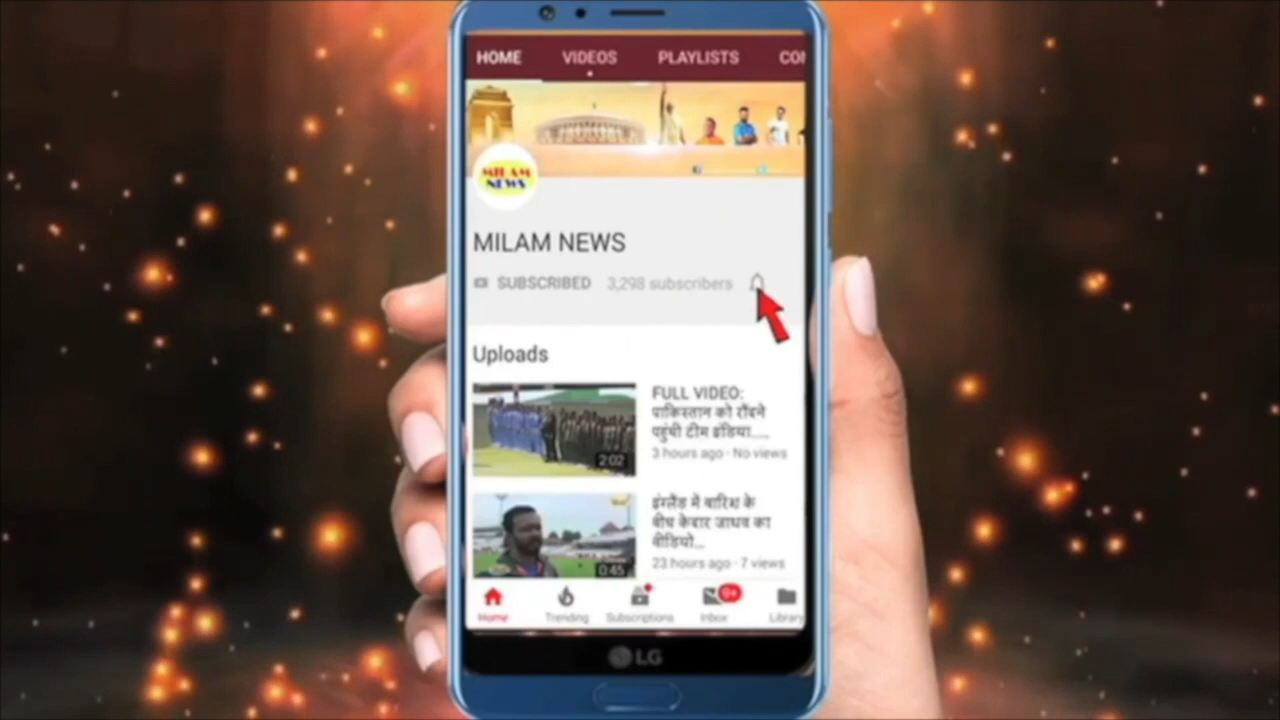 HOME VIDEOS PLAYLISTS CO
MILAM
NEWS
MILAM NEWS
SUBSCRIBED 3,298 subscribers
Uploads
FULL VIDEO:
पाकिस्तान को रौंदने
पहुंची टीम इंडिया....
3 hours ago · No views
2:02
इंग्लैंड में बारिश के
बीच केदार जाधव का
वीडियो...
23 hours ago · 7 views
0:45
9+
Home Trending Subscriptions Inbox Library
LG